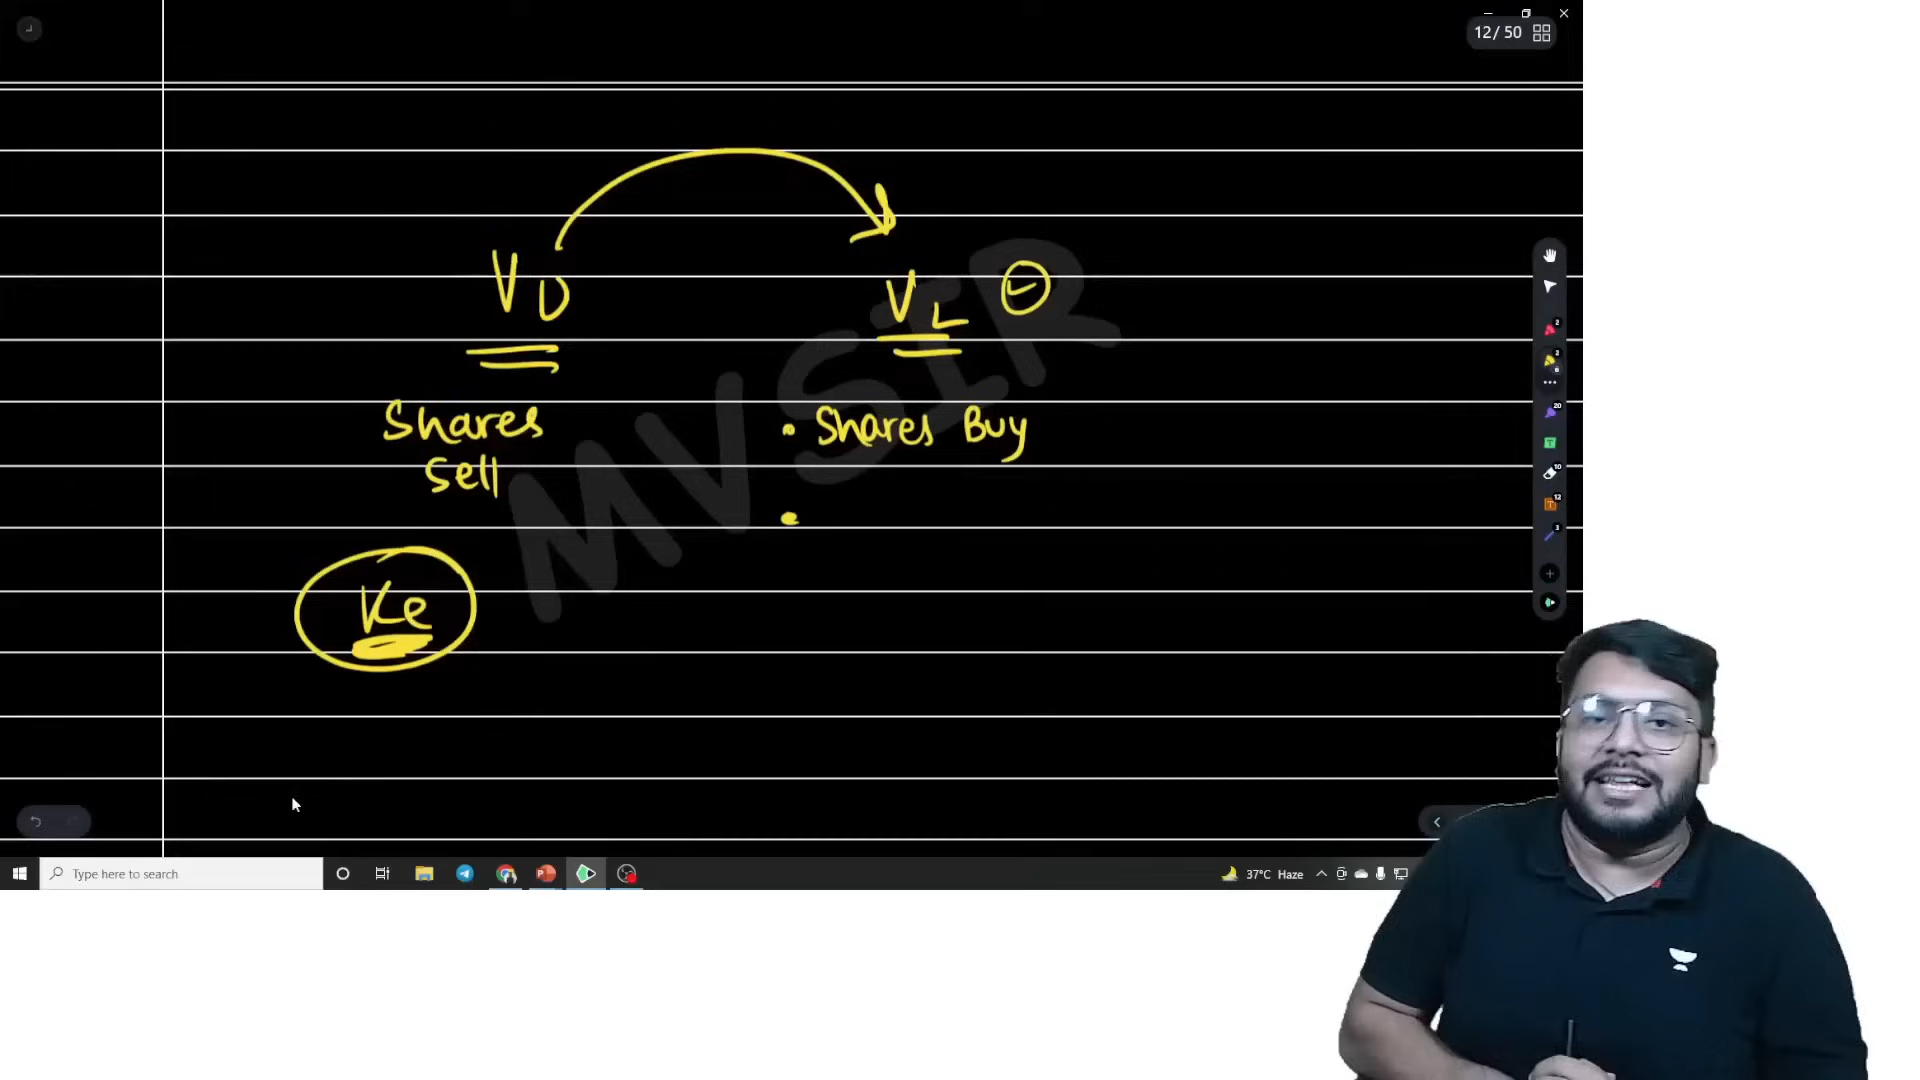 12/ 50
VU
VL
Shares
Sell
• Shares Buy
•
Ke
MVSIR
Type here to search
37°C Haze